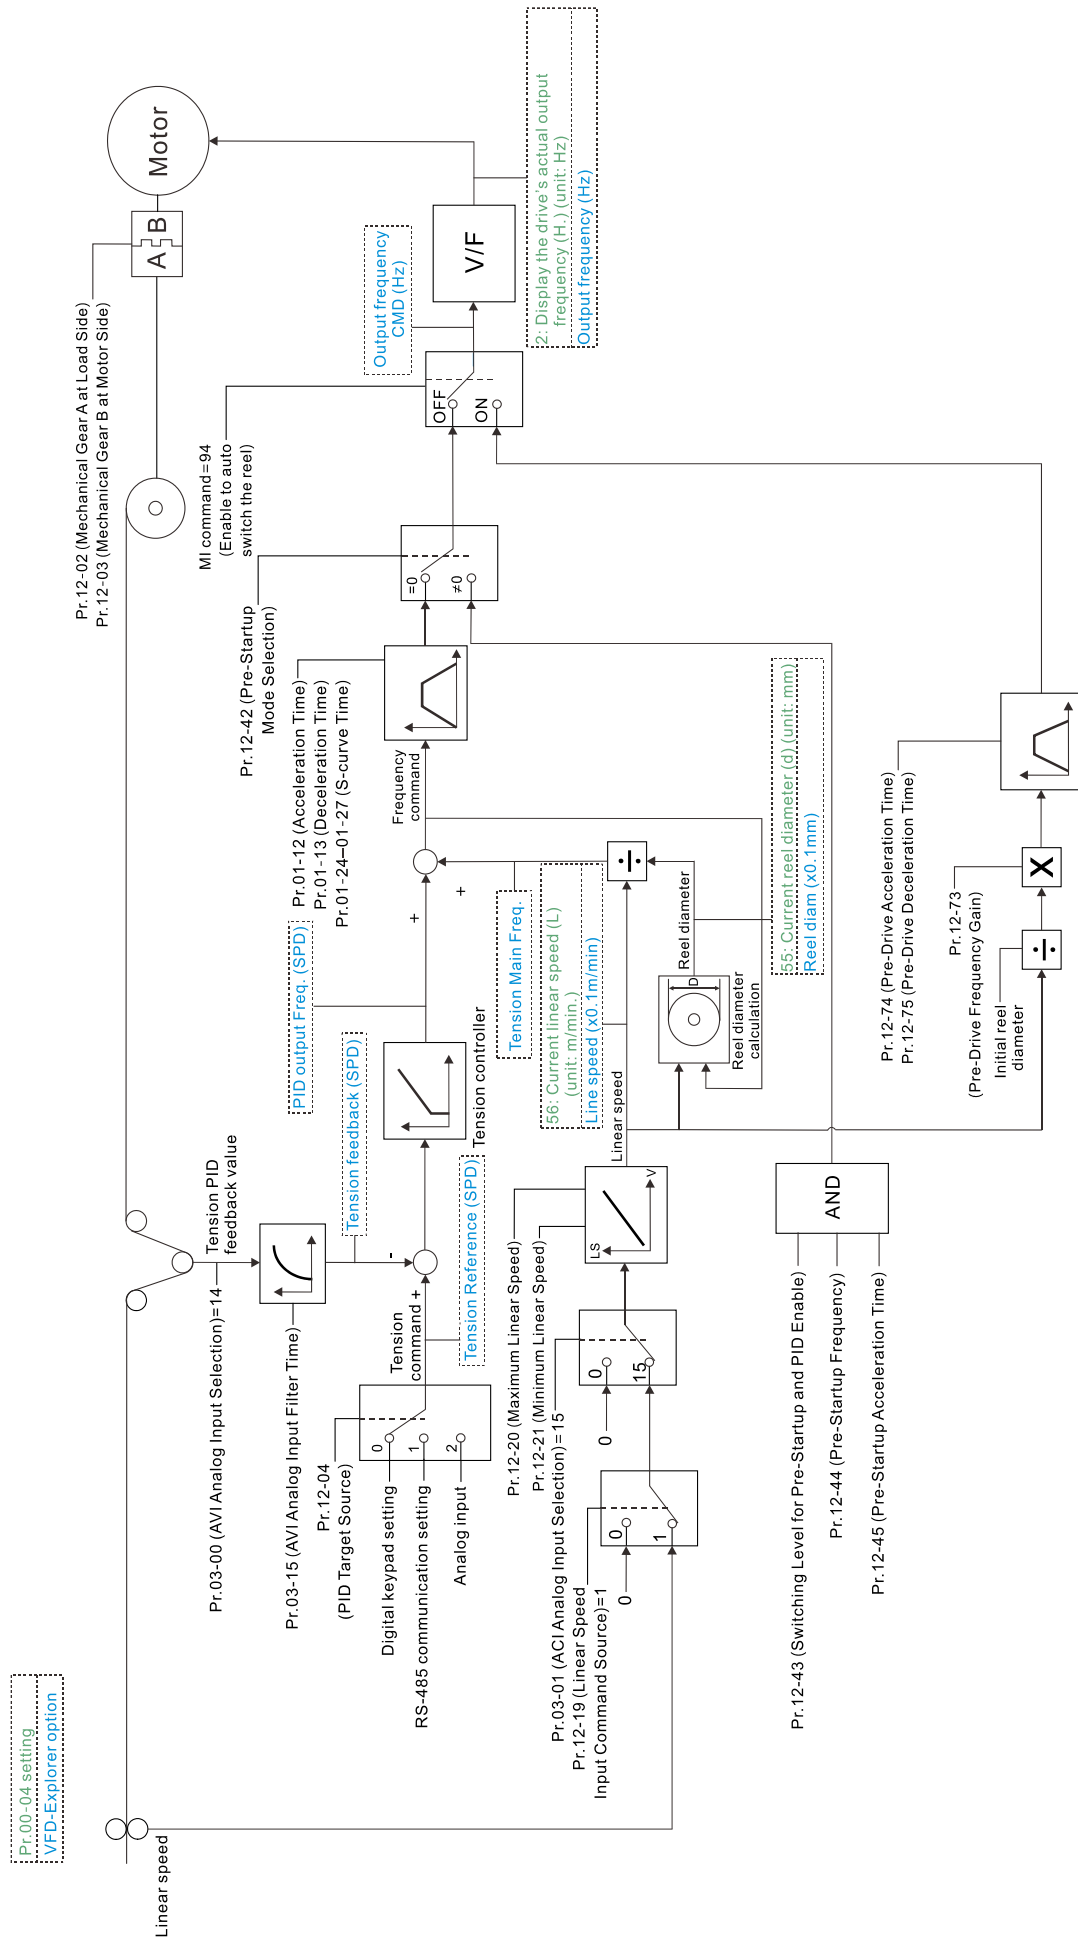 Pr.00-04 setting
VFD-Explorer option
Linear speed
Pr.12-02 (Mechanical Gear A at Load Side)
Pr.12-03 (Mechanical Gear B at Motor Side)
A
B
Motor
Tension PID
feedback value
Pr.03-00 (AVI Analog Input Selection)=14
Pr.03-15 (AVI Analog Input Filter Time)
Pr.12-04
(PID Target Source)
Digital keypad setting
RS-485 communication setting
Analog input
0
1
2
Tension
command +
-
Tension Reference (SPD)
Tension feedback (SPD)
PID output Freq. (SPD)
Tension controller
+
+
Pr.01-12 (Acceleration Time)
Pr.01-13 (Deceleration Time)
Pr.01-24—01-27 (S-curve Time)
Frequency
command
Pr.12-42 (Pre-Startup
Mode Selection)
=0
≠0
MI command=94
(Enable to auto
switch the reel)
OFF
ON
Output frequency
CMD (Hz)
V/F
2: Display the drive's actual output
frequency (H.) (unit: Hz)
Output frequency (Hz)
Pr.12-20 (Maximum Linear Speed)
Pr.12-21 (Minimum Linear Speed)
Pr.03-01 (ACI Analog Input Selection)=15
Pr.12-19 (Linear Speed
Input Command Source)=1
0
0
1
0
0
15
LS
V
Linear speed
56: Current linear speed (L)
(unit: m/min.)
Line speed (x0.1m/min)
Tension Main Freq.
÷
Reel diameter
D
Reel diameter
calculation
55: Current reel diameter (d) (unit: mm)
Reel diam (x0.1mm)
Pr.12-43 (Switching Level for Pre-Startup and PID Enable)
Pr.12-44 (Pre-Startup Frequency)
Pr.12-45 (Pre-Startup Acceleration Time)
AND
Pr.12-74 (Pre-Drive Acceleration Time)
Pr.12-75 (Pre-Drive Deceleration Time)
Pr.12-73
(Pre-Drive Frequency Gain)
Initial reel
diameter
÷
X